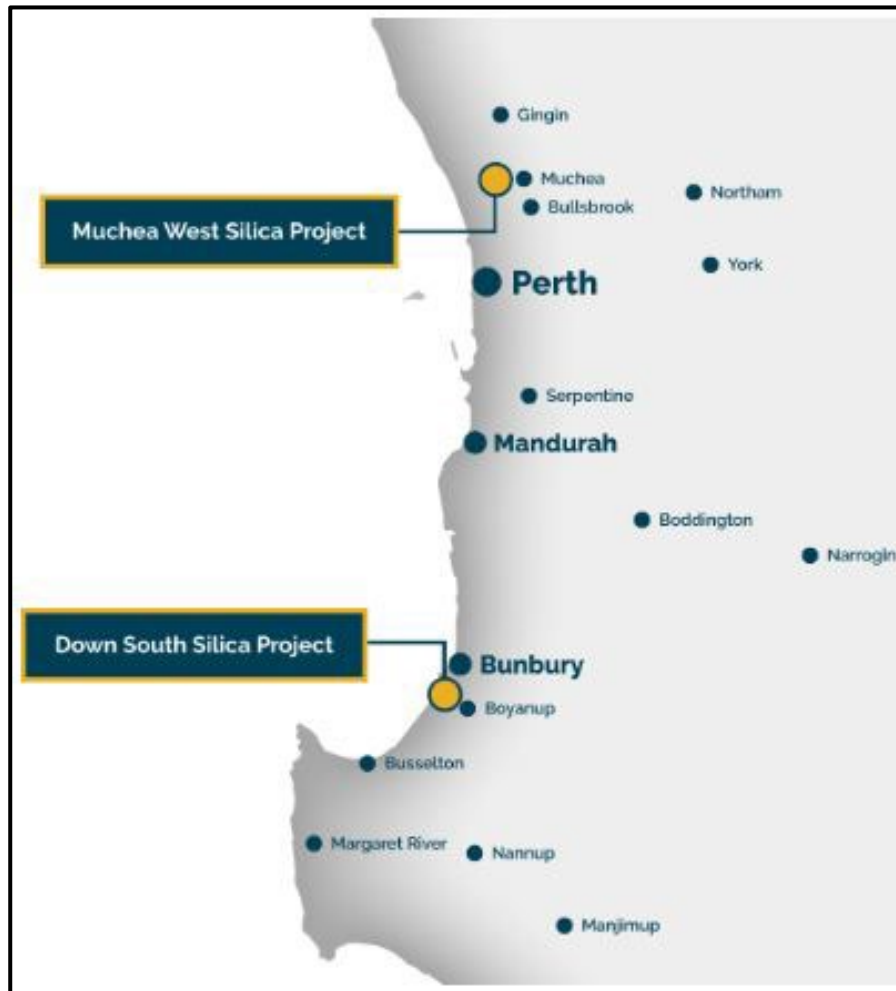 Gingin
Muchea
Northam
Bullsbrook
Muchea West Silica Project
York
Perth
Serpentine
Mandurah
Boddington
Narrogin
Down South Silica Project
Bunbury
Boyanup
Busselton
Margaret River
Nannup
Manjimup